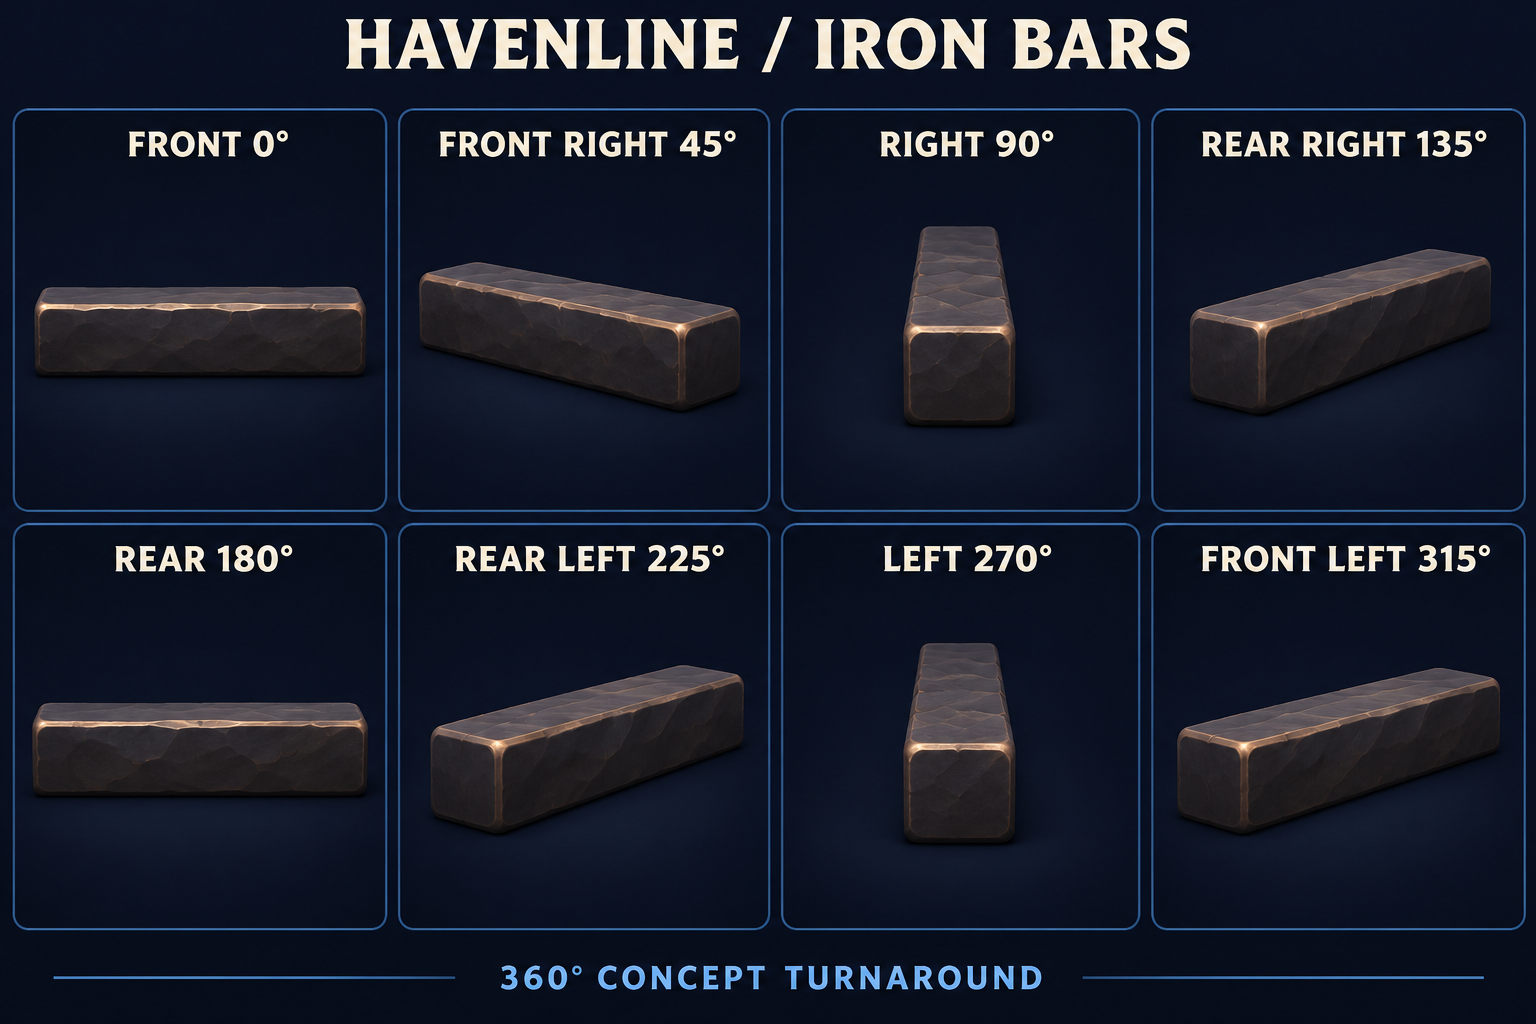 HAVENLINE / IRON BARS
FRONT 0°
FRONT RIGHT 45°
RIGHT 90°
REAR RIGHT 135°
REAR 180°
REAR LEFT 225°
LEFT 270°
FRONT LEFT 315°
360° CONCEPT TURNAROUND